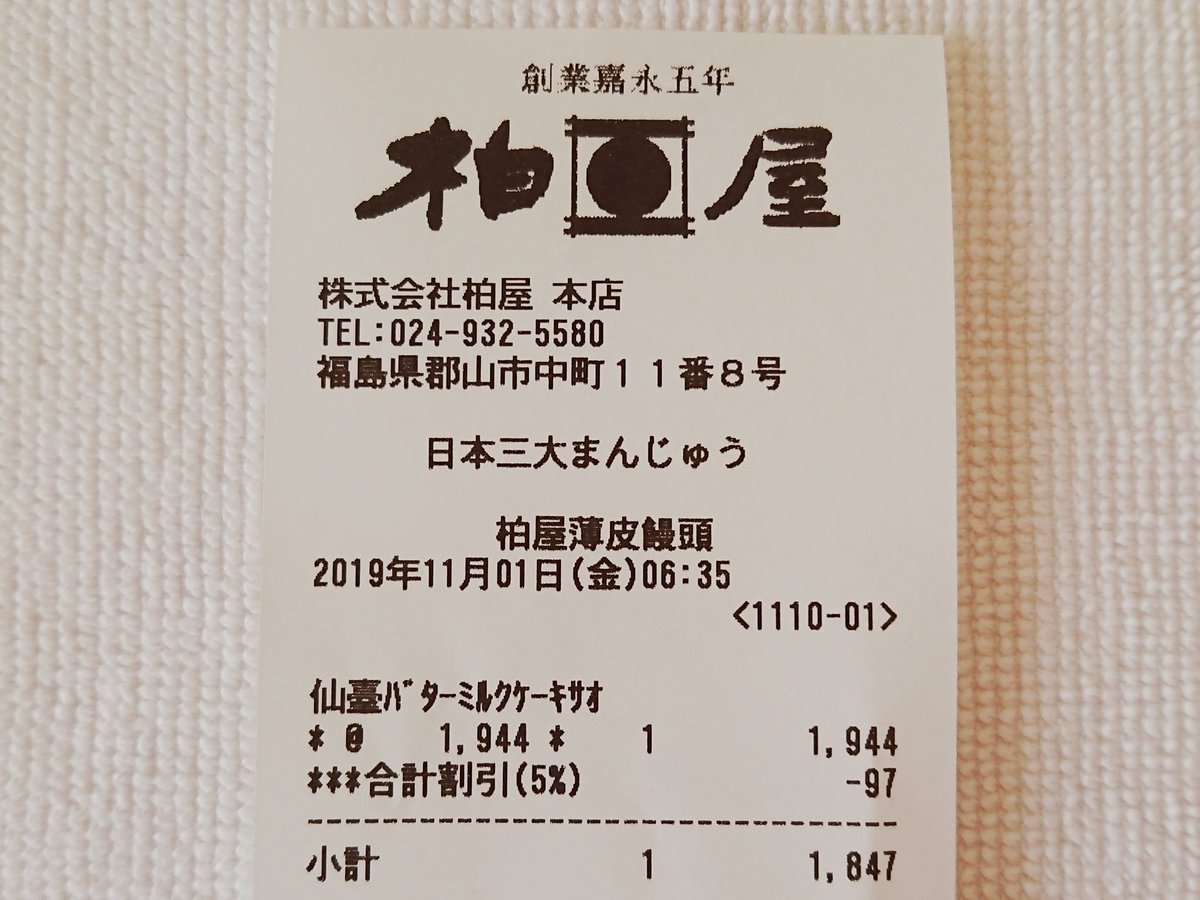 創業嘉永五年
柏屋
株式会社柏屋 本店
TEL:024-932-5580
福島県郡山市中町11番8号
日本三大まんじゅう
柏屋薄皮饅頭
2019年11月01日(金)06:35
<1110-01>
仙臺ﾊﾞﾀｰﾐﾙｸｹｰｷｻｵ
* @ 1,944 * 1 1,944
***合計割引(5%) -97
小計 1 1,847